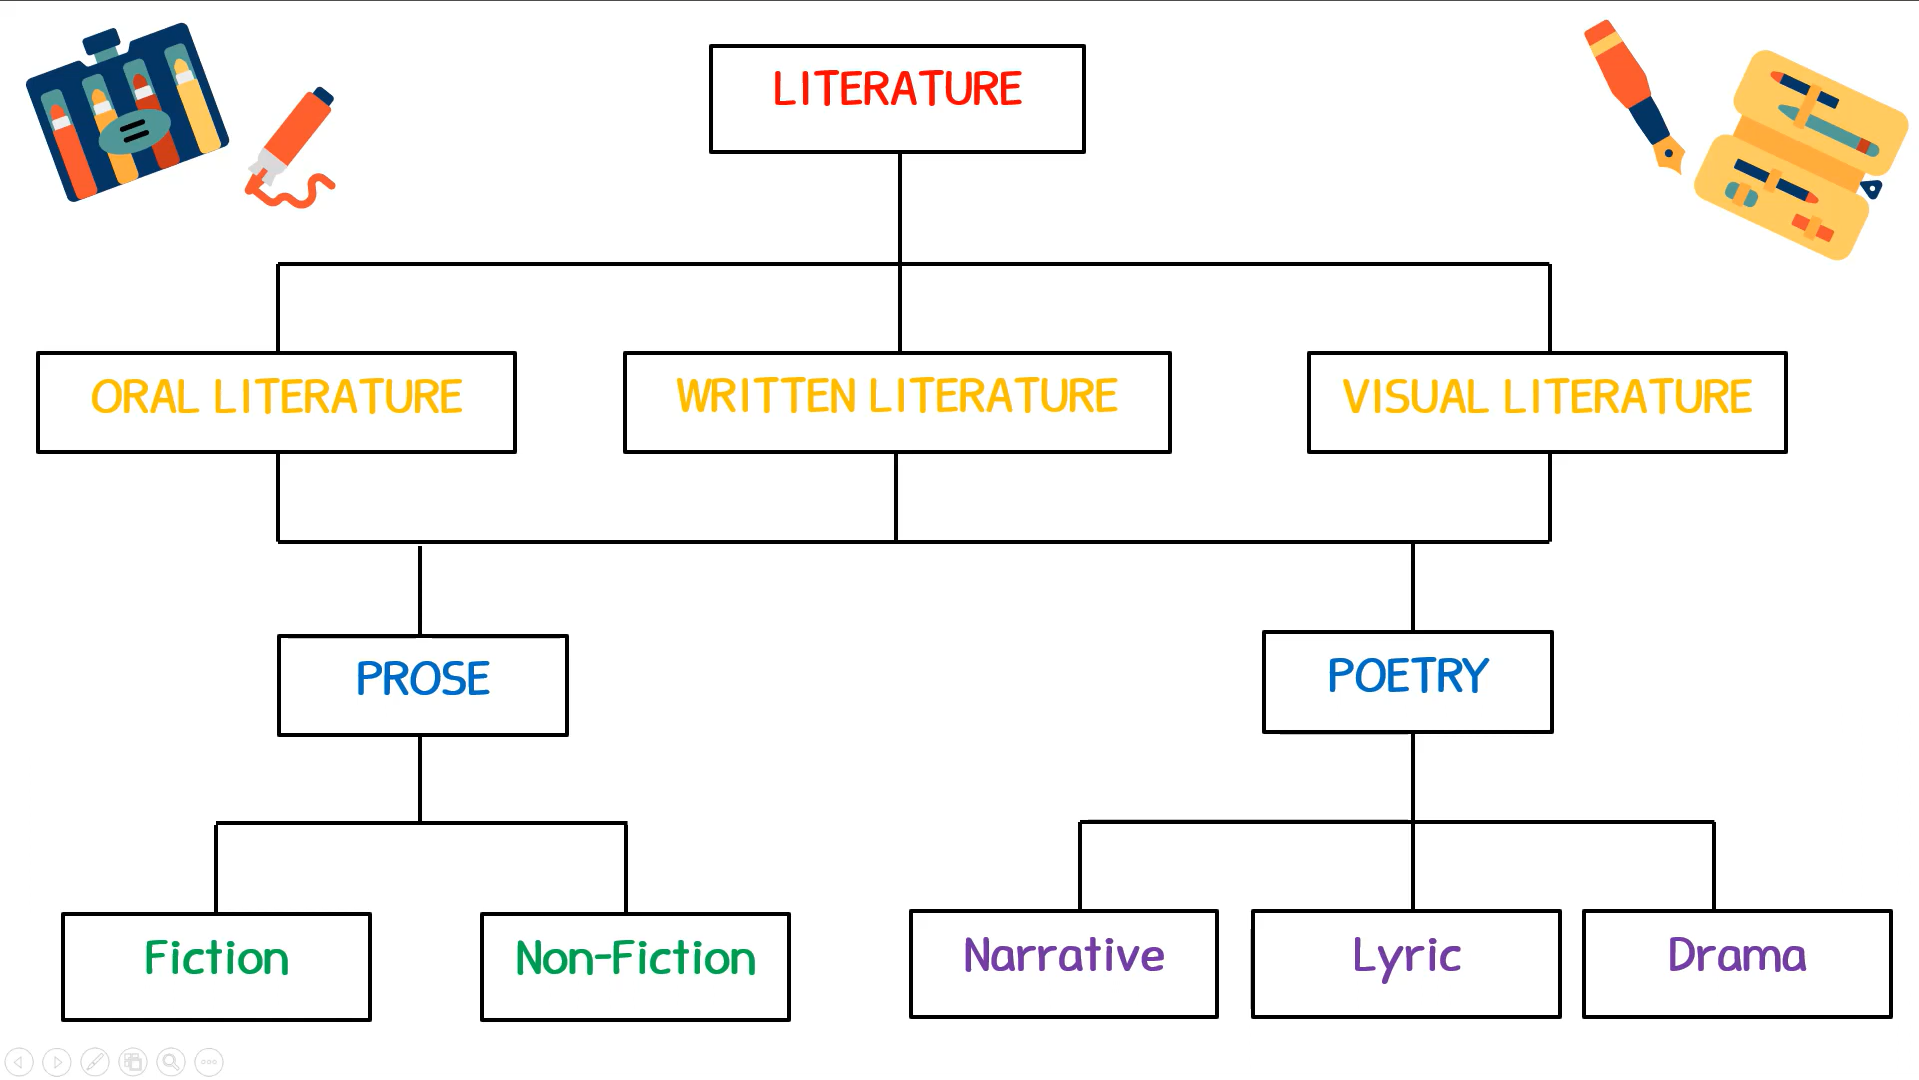 LITERATURE
ORAL LITERATURE
WRITTEN LITERATURE
VISUAL LITERATURE
PROSE
POETRY
Fiction
Non-Fiction
Narrative
Lyric
Drama